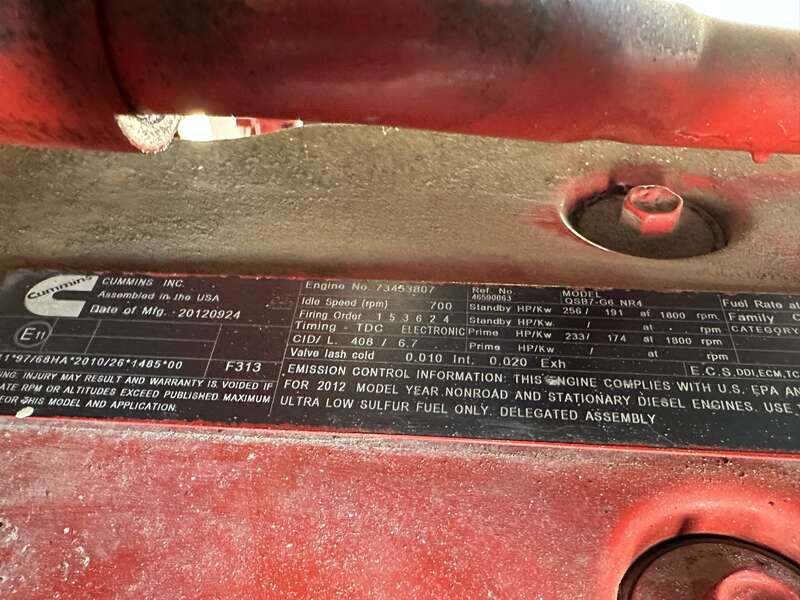 Cummins
CUMMINS INC.
Assembled in the USA
Date of Mfg. 20120924
E11
11*97/68HA*2010/26*1485*00
F313
ING. INJURY MAY RESULT AND WARRANTY IS VOIDED IF
RATE RPM OR ALTITUDES EXCEED PUBLISHED MAXIMUM
FOR THIS MODEL AND APPLICATION.
Engine No. 73453807
Idle Speed (rpm) 700
Firing Order 1 5 3 6 2 4
Timing - TDC ELECTRONIC
CID/ L. 408 / 6.7
Valve lash cold 0.010 Int. 0.020 Exh
Ref. No. MODEL
46590063 QSB7-G6 NR4
Standby HP/Kw 256/ 191 at 1800 rpm
Standby HP/Kw / at rpm
Prime HP/Kw 233/ 174 at 1800 rpm
Prime HP/Kw / at rpm
Fuel Rate at
Family
CATEGORY
E.C.S. DDI,ECM,TC
EMISSION CONTROL INFORMATION: THIS ENGINE COMPLIES WITH U.S. EPA AN
FOR 2012 MODEL YEAR NONROAD AND STATIONARY DIESEL ENGINES. USE
ULTRA LOW SULFUR FUEL ONLY. DELEGATED ASSEMBLY